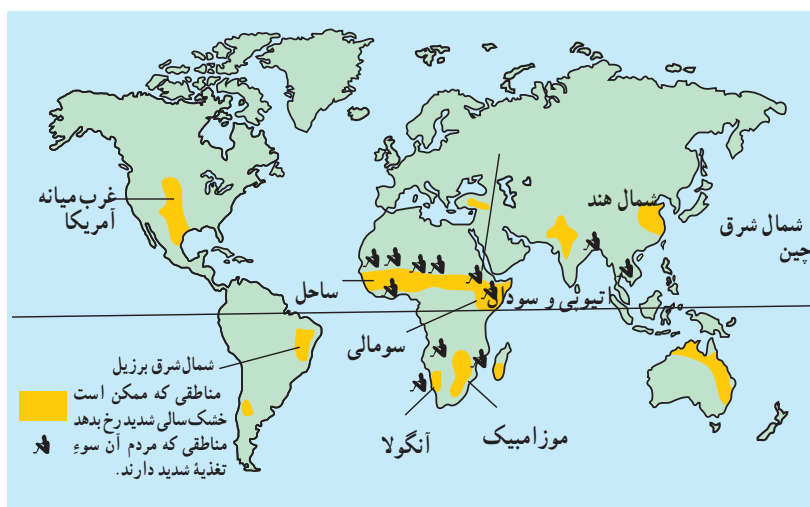 غرب میانه
آمریکا
شمال هند
شمال شرق
چین
ساحل
اتیوپی و سودان
سومالی
شمال شرق برزیل
آنگولا
موزامبیک
مناطقی که ممکن است
خشک‌سالی شدید رخ بدهد
مناطقی که مردم آن سوءِ
تغذیهٔ شدید دارند.